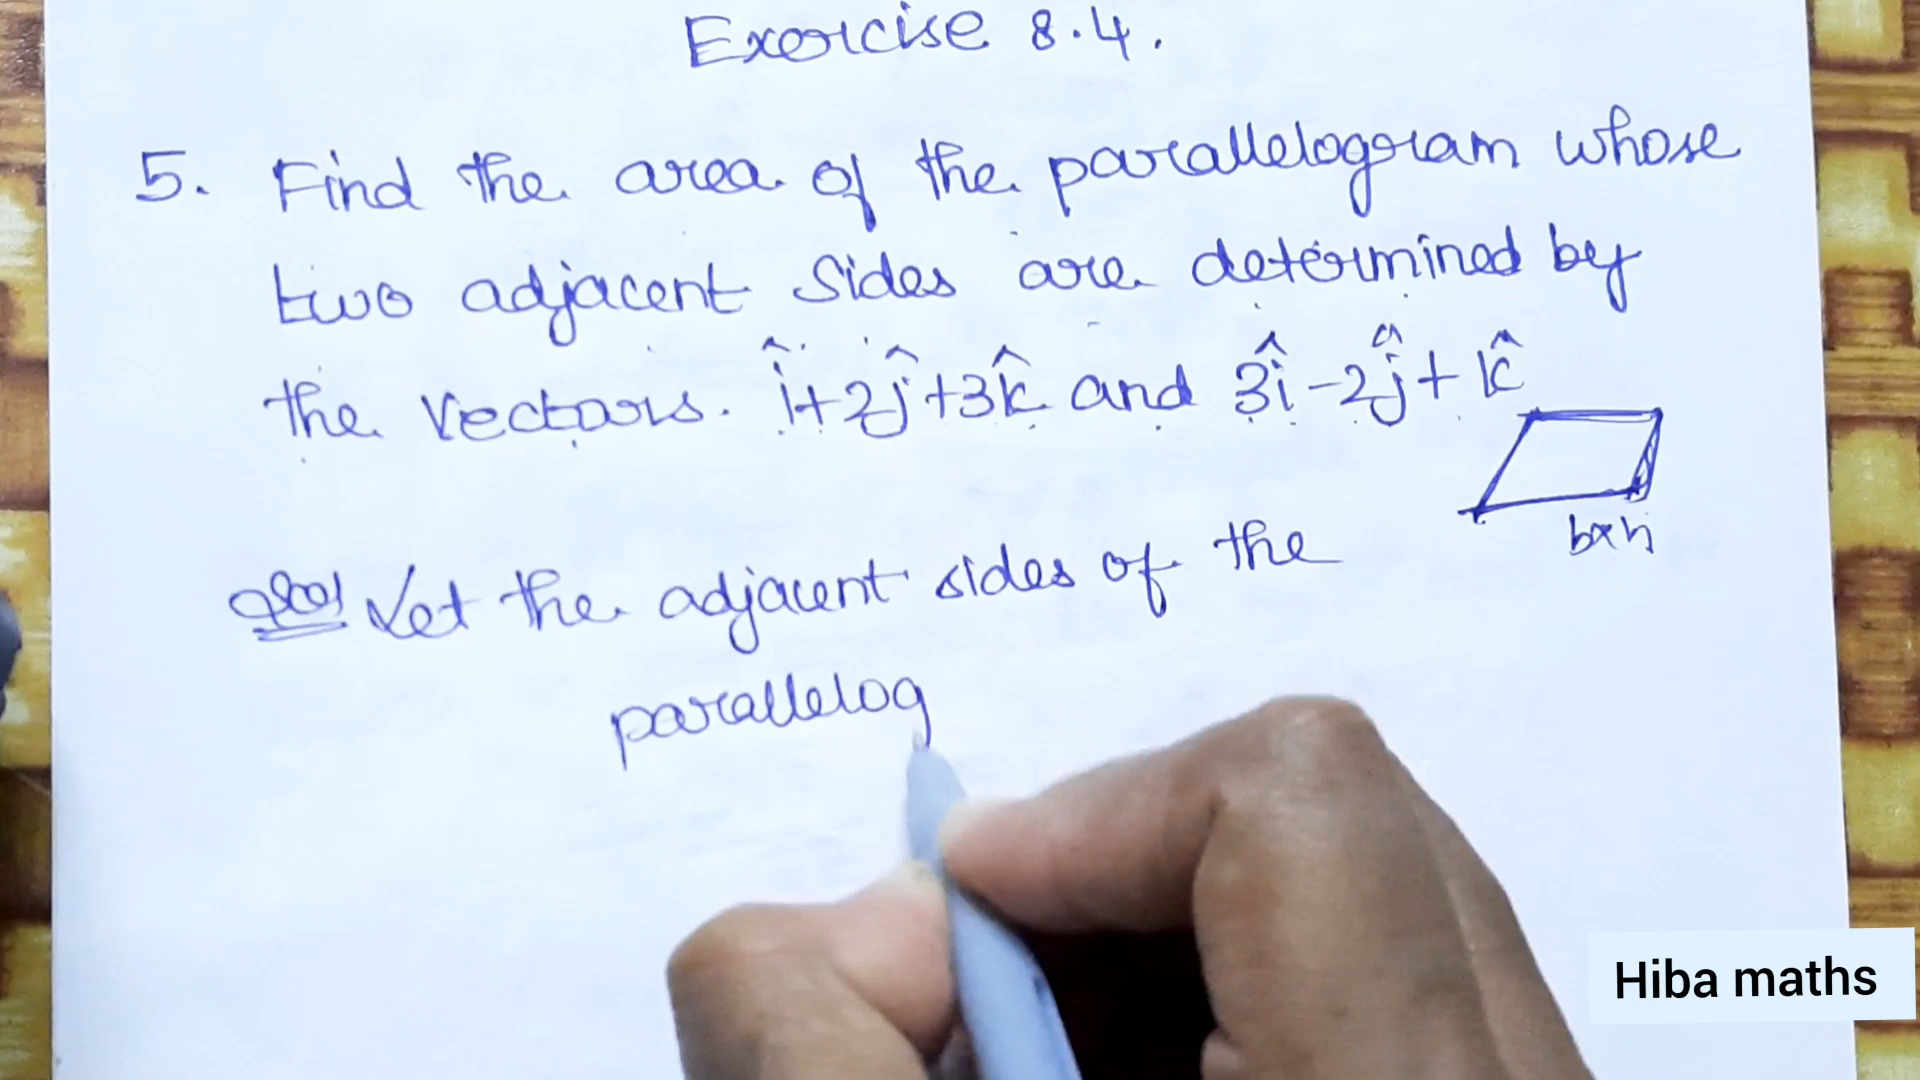 Exercise 8.4.
5. Find the area of the parallelogram whose
two adjacent sides are determined by
the vectors. î+2ĵ+3k̂ and 3î-2ĵ+k̂
b×h
Sol Let the adjacent sides of the
parallelog
Hiba maths